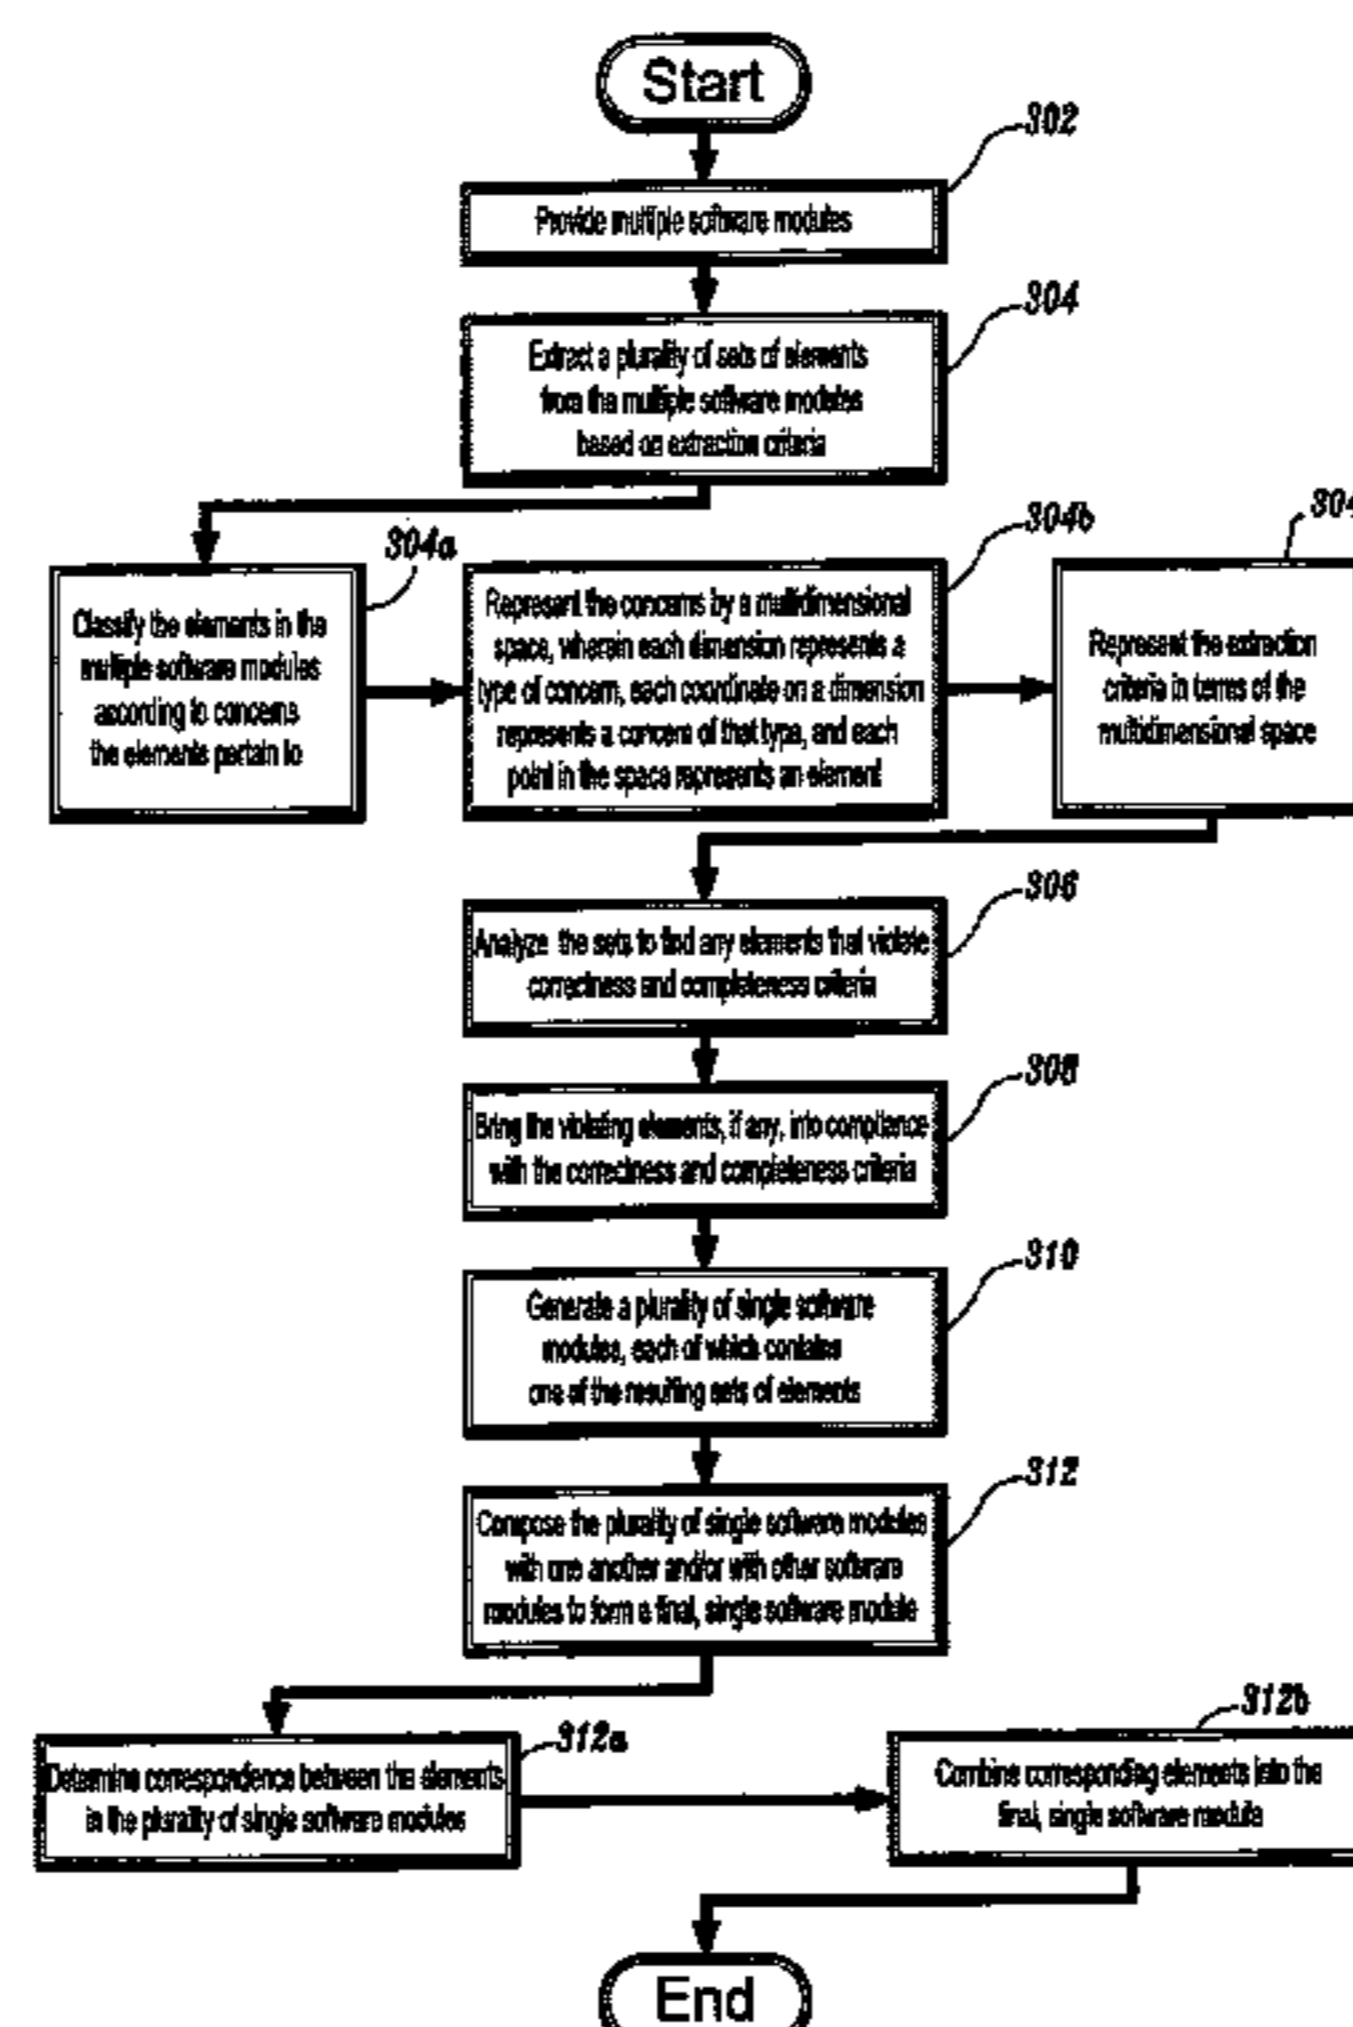 Start
302
Provide multiple software modules
304
Extract a plurality of sets of elements
from the multiple software modules
based on extraction criteria
304a
Classify the elements in the
multiple software modules
according to concerns
the elements pertain to
304b
Represent the concerns by a multidimensional
space, wherein each dimension represents a
type of concern, each coordinate on a dimension
represents a concern of that type, and each
point in the space represents an element
304
Represent the extraction
criteria in terms of the
multidimensional space
306
Analyze the sets to find any elements that violate
correctness and completeness criteria
308
Bring the violating elements, if any, into compliance
with the correctness and completeness criteria
310
Generate a plurality of single software
modules, each of which contains
one of the resulting sets of elements
312
Compose the plurality of single software modules
with one another and/or with other software
modules to form a final, single software module
312a
Determine correspondence between the elements
in the plurality of single software modules
312b
Combine corresponding elements into the
final, single software module
End